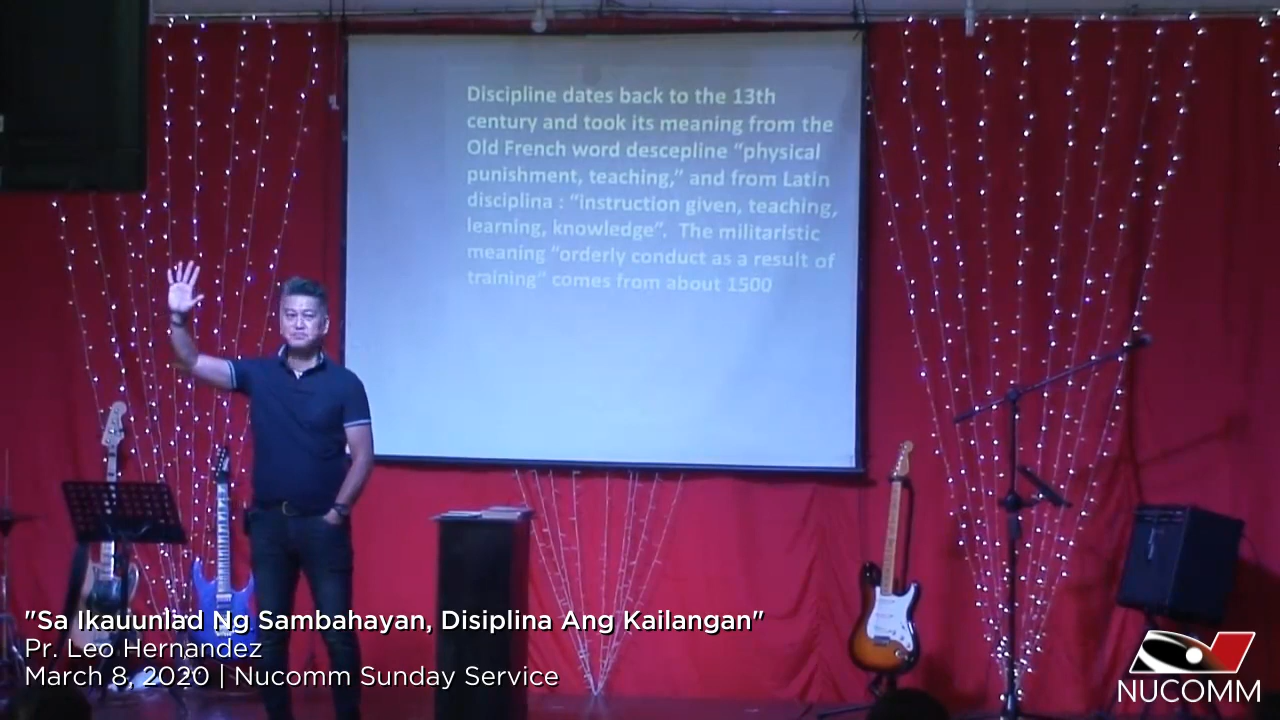 Discipline dates back to the 13th
century and took its meaning from the
Old French word descepline “physical
punishment, teaching,” and from Latin
disciplina : “instruction given, teaching,
learning, knowledge”. The militaristic
meaning “orderly conduct as a result of
training” comes from about 1500
"Sa Ikauunlad Ng Sambahayan, Disiplina Ang Kailangan"
Pr. Leo Hernandez
March 8, 2020 | Nucomm Sunday Service
NUCOMM